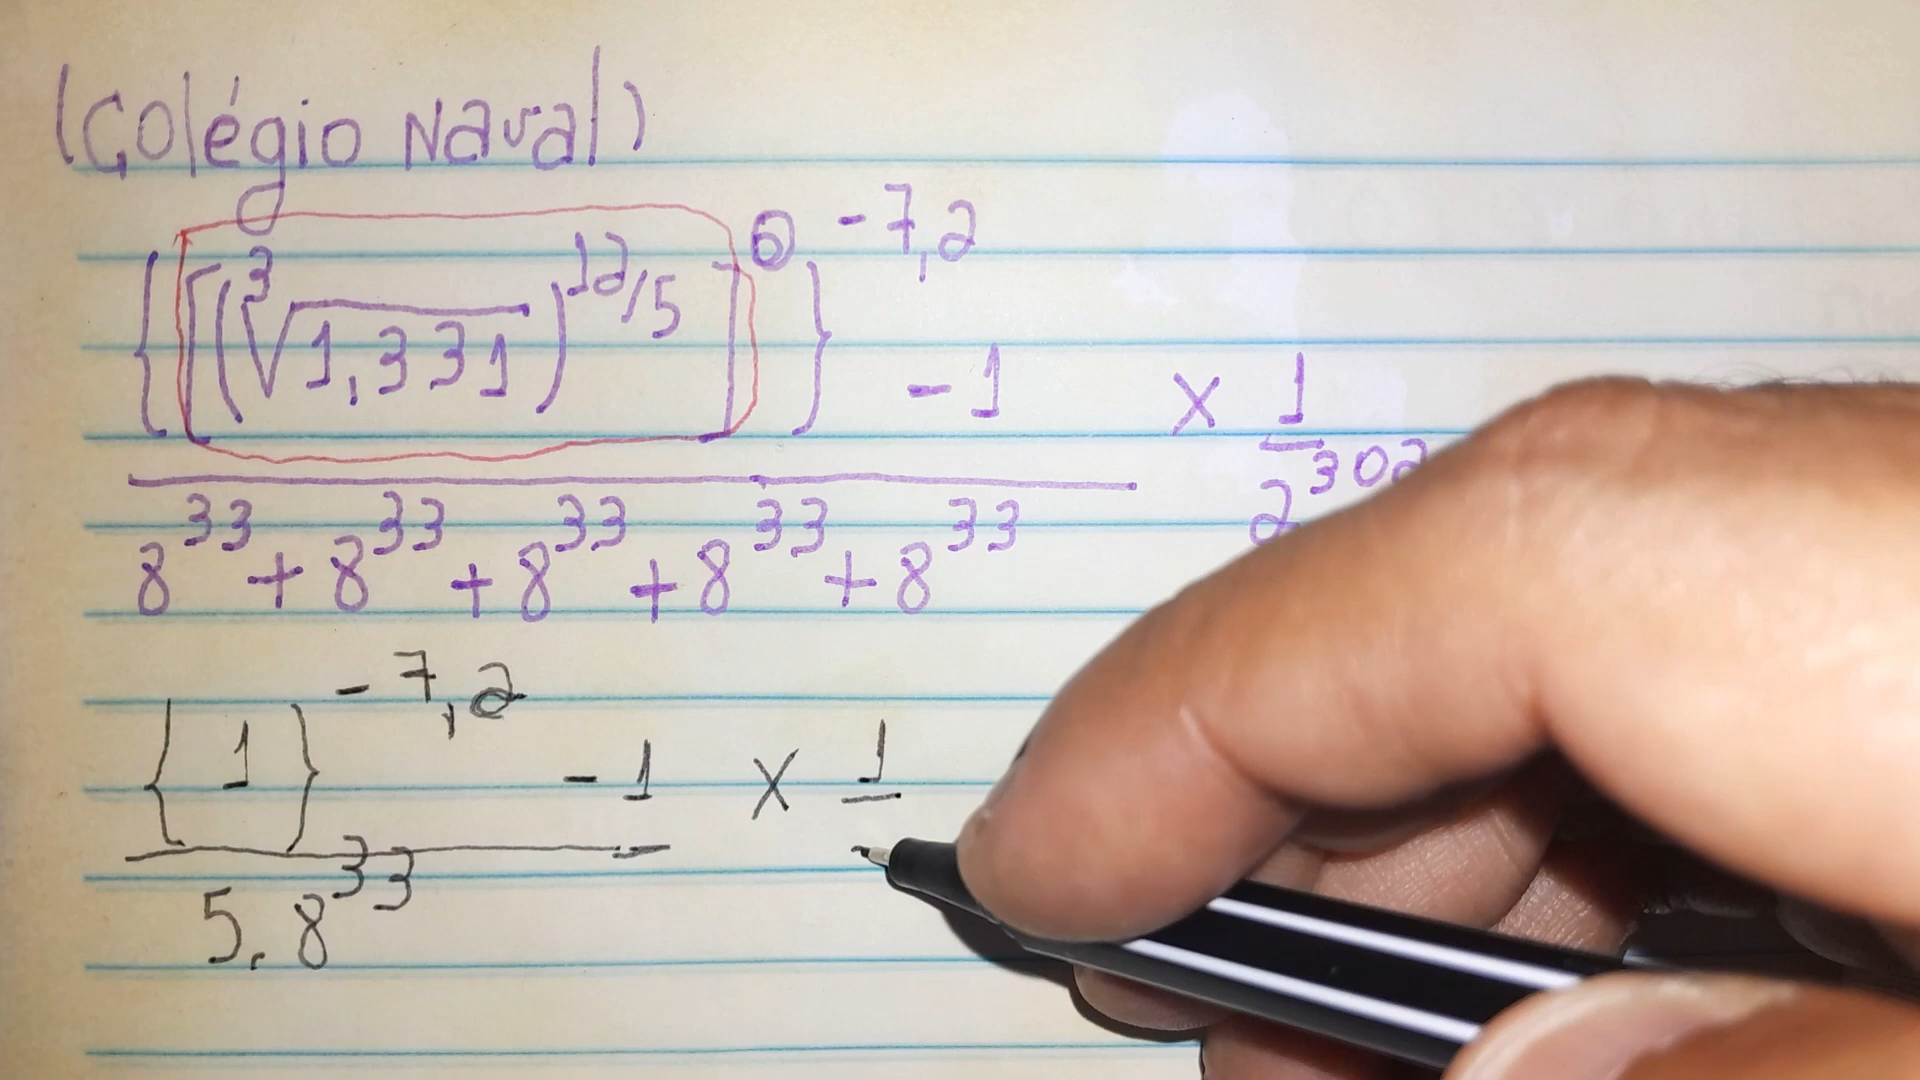 (Colégio Naval)
{[(∛1,331)^12/5]^0}^-7,2 - 1 × 1
8^33 + 8^33 + 8^33 + 8^33 + 8^33 2^302
{1}^-7,2 - 1 × 1
5.8^33